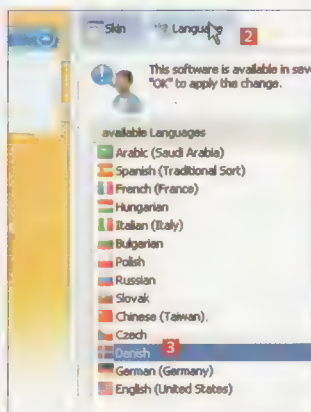 Skin Language 2
This software is available in seve
"OK" to apply the change.
available Languages
Arabic (Saudi Arabia)
Spanish (Traditional Sort)
French (France)
Hungarian
Italian (Italy)
Bulgarian
Polish
Russian
Slovak
Chinese (Taiwan).
Czech
Danish 3
German (Germany)
English (United States)